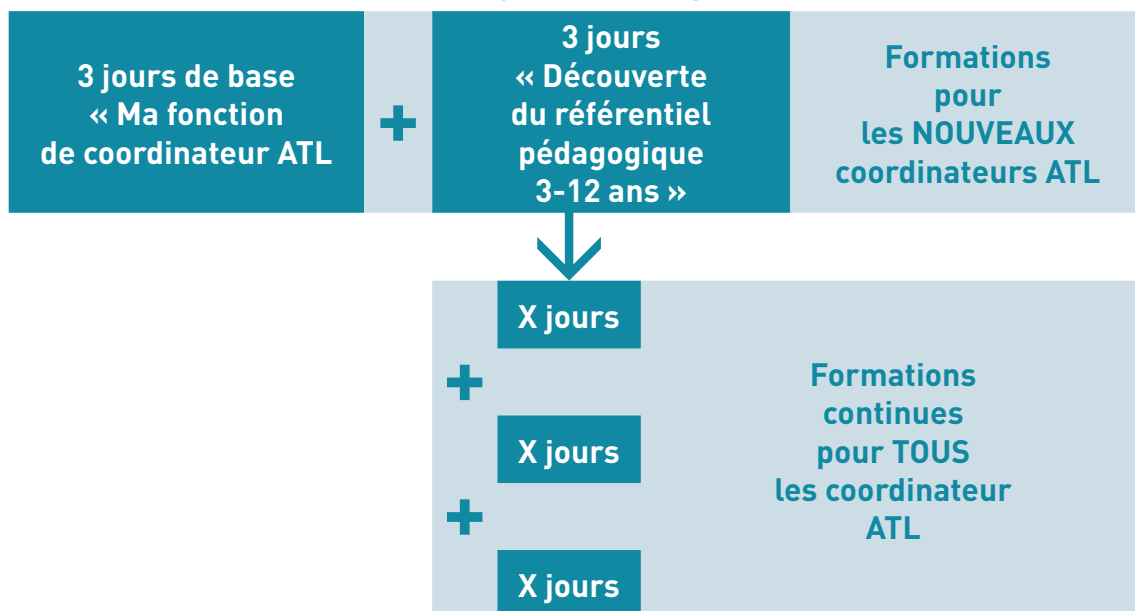 3 jours de base
« Ma fonction
de coordinateur ATL
+
3 jours
« Découverte
du référentiel
pédagogique
3-12 ans »
Formations
pour
les NOUVEAUX
coordinateurs ATL
X jours
+
X jours
+
X jours
Formations
continues
pour TOUS
les coordinateur
ATL